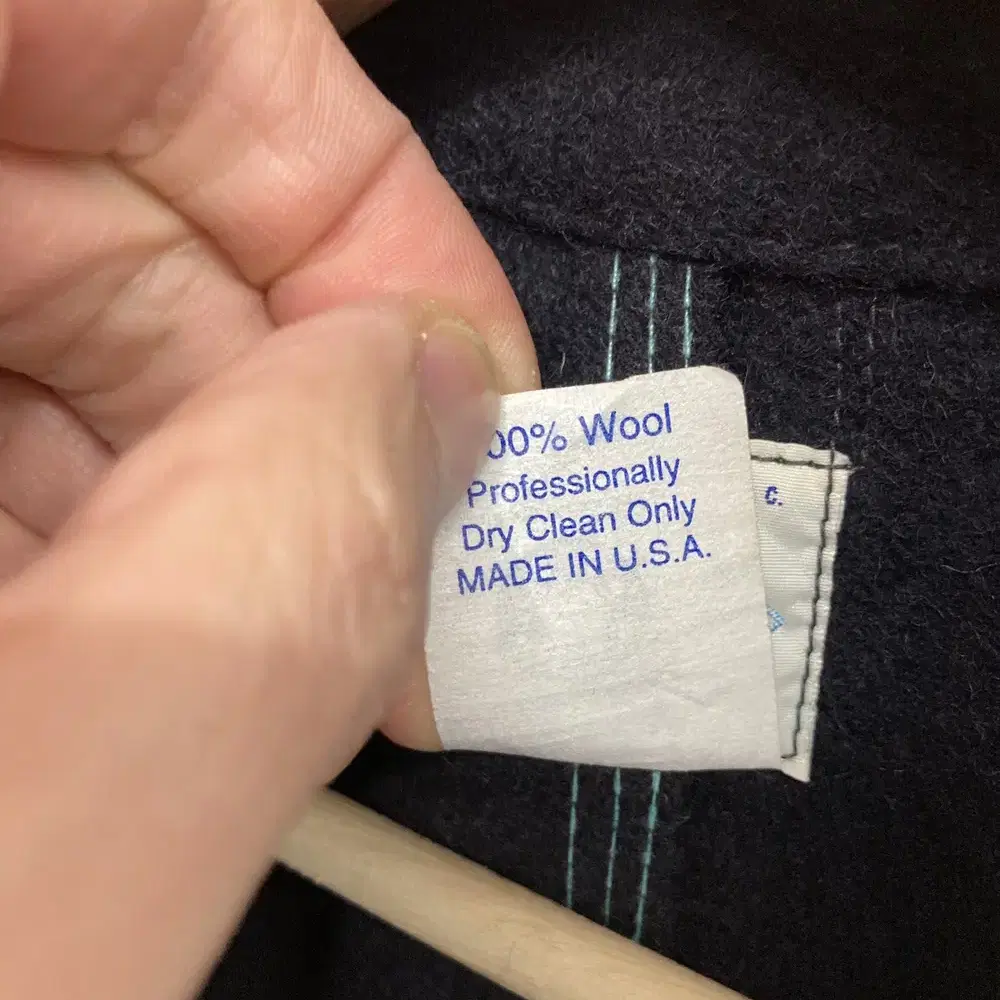 00% Wool
Professionally
Dry Clean Only
MADE IN U.S.A.
c.